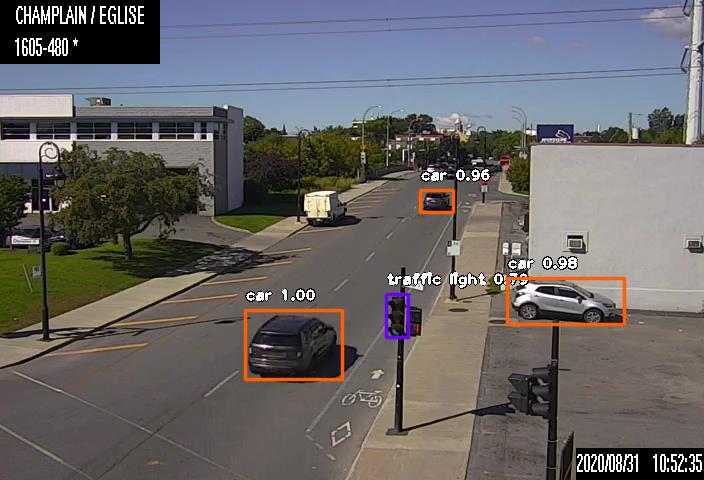 CHAMPLAIN / EGLISE
1605-480 *
car 0.96
car 0.98
traffic light 0.79
car 1.00
2020/08/31 10:52:35